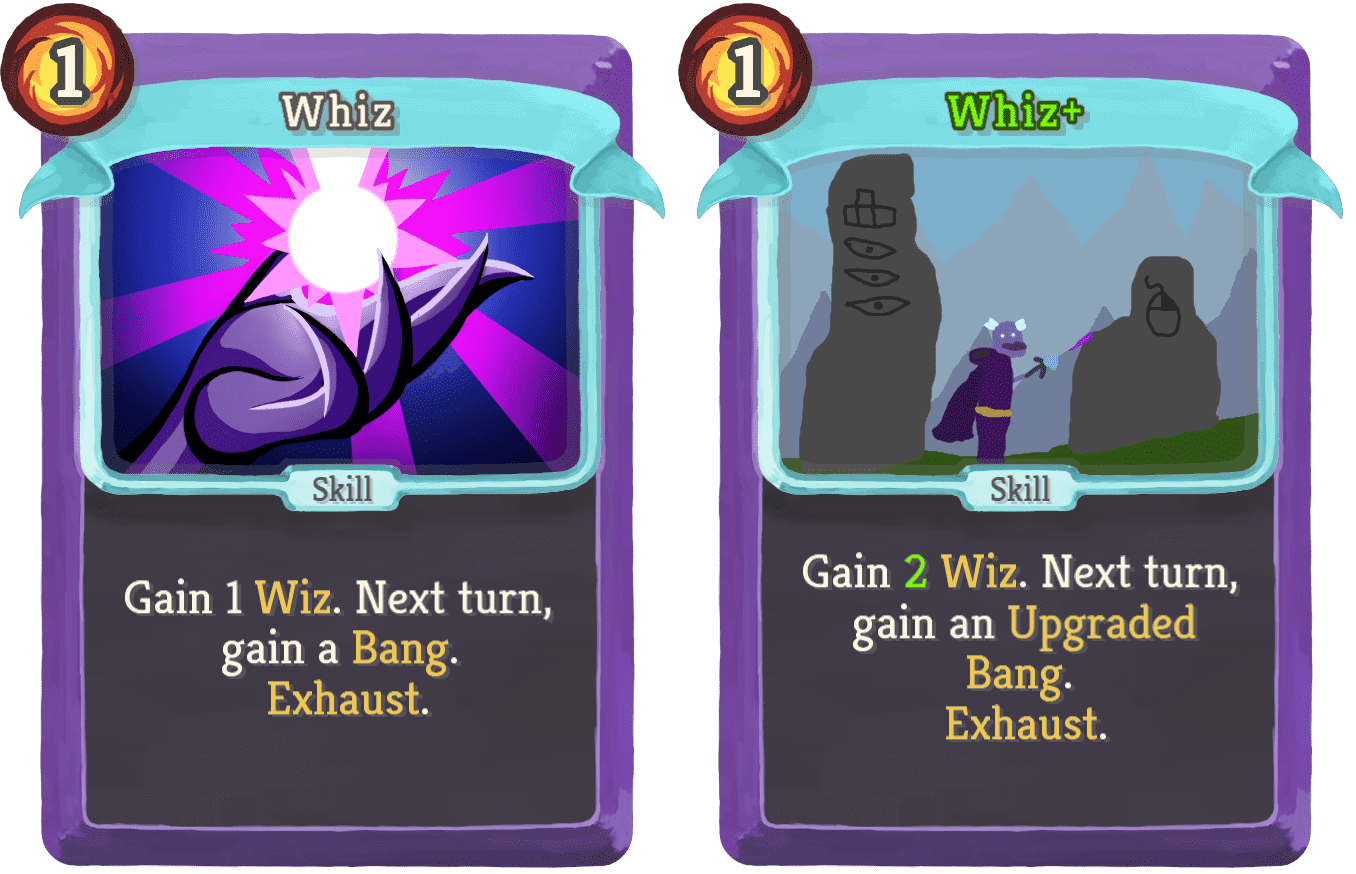 1
Whiz
Skill
Gain 1 Wiz. Next turn,
gain a Bang.
Exhaust.
1
Whiz+
Skill
Gain 2 Wiz. Next turn,
gain an Upgraded
Bang.
Exhaust.